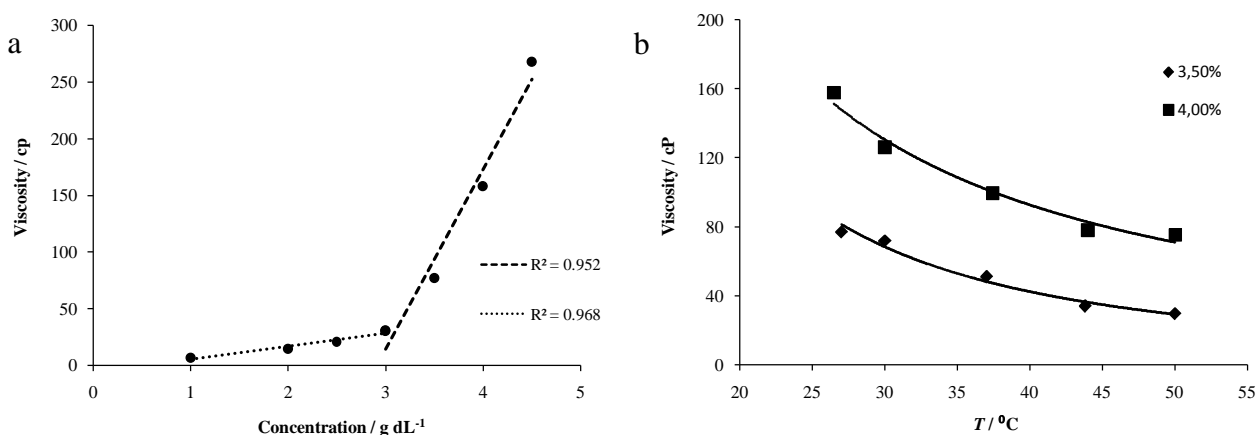 a
300
250
200
150
100
50
0
Viscosity / cp
0 1 2 3 4 5
Concentration / g dL⁻¹
R² = 0.952
R² = 0.968
b
200
160
120
80
40
0
Viscosity / cP
20 25 30 35 40 45 50 55
T / ⁰C
3,50%
4,00%